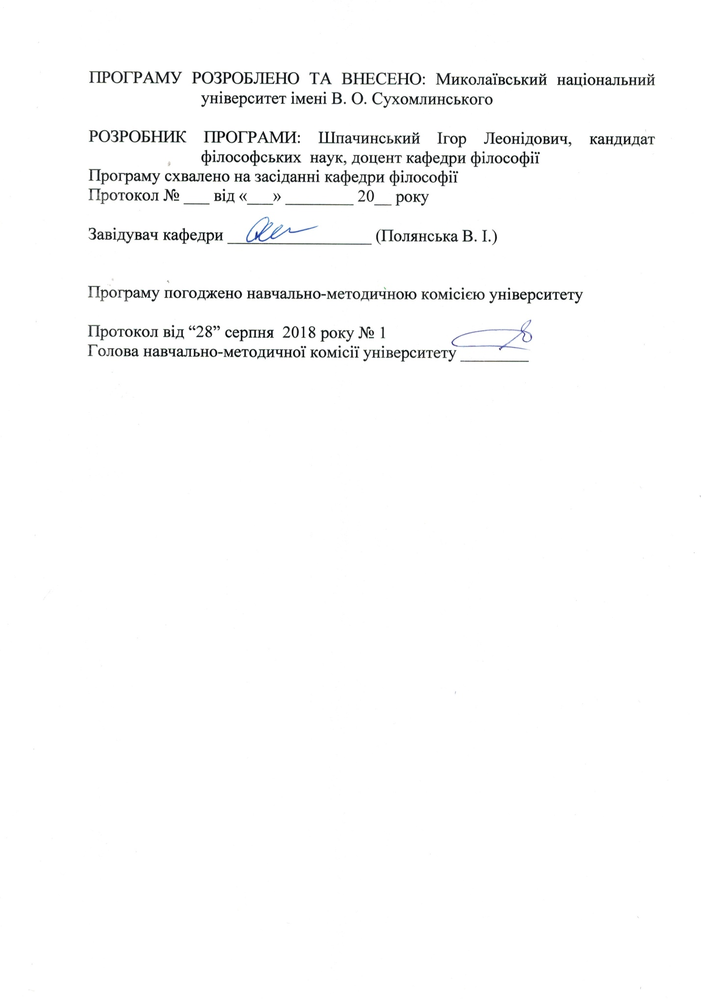 ПРОГРАМУ РОЗРОБЛЕНО ТА ВНЕСЕНО: Миколаївський національний
університет імені В. О. Сухомлинського
РОЗРОБНИК ПРОГРАМИ: Шпачинський Ігор Леонідович, кандидат
філософських наук, доцент кафедри філософії
Програму схвалено на засіданні кафедри філософії
Протокол № ___ від «___» ________ 20__ року
Завідувач кафедри _________________ (Полянська В. І.)
Програму погоджено навчально-методичною комісією університету
Протокол від “28” серпня 2018 року № 1
Голова навчально-методичної комісії університету ________